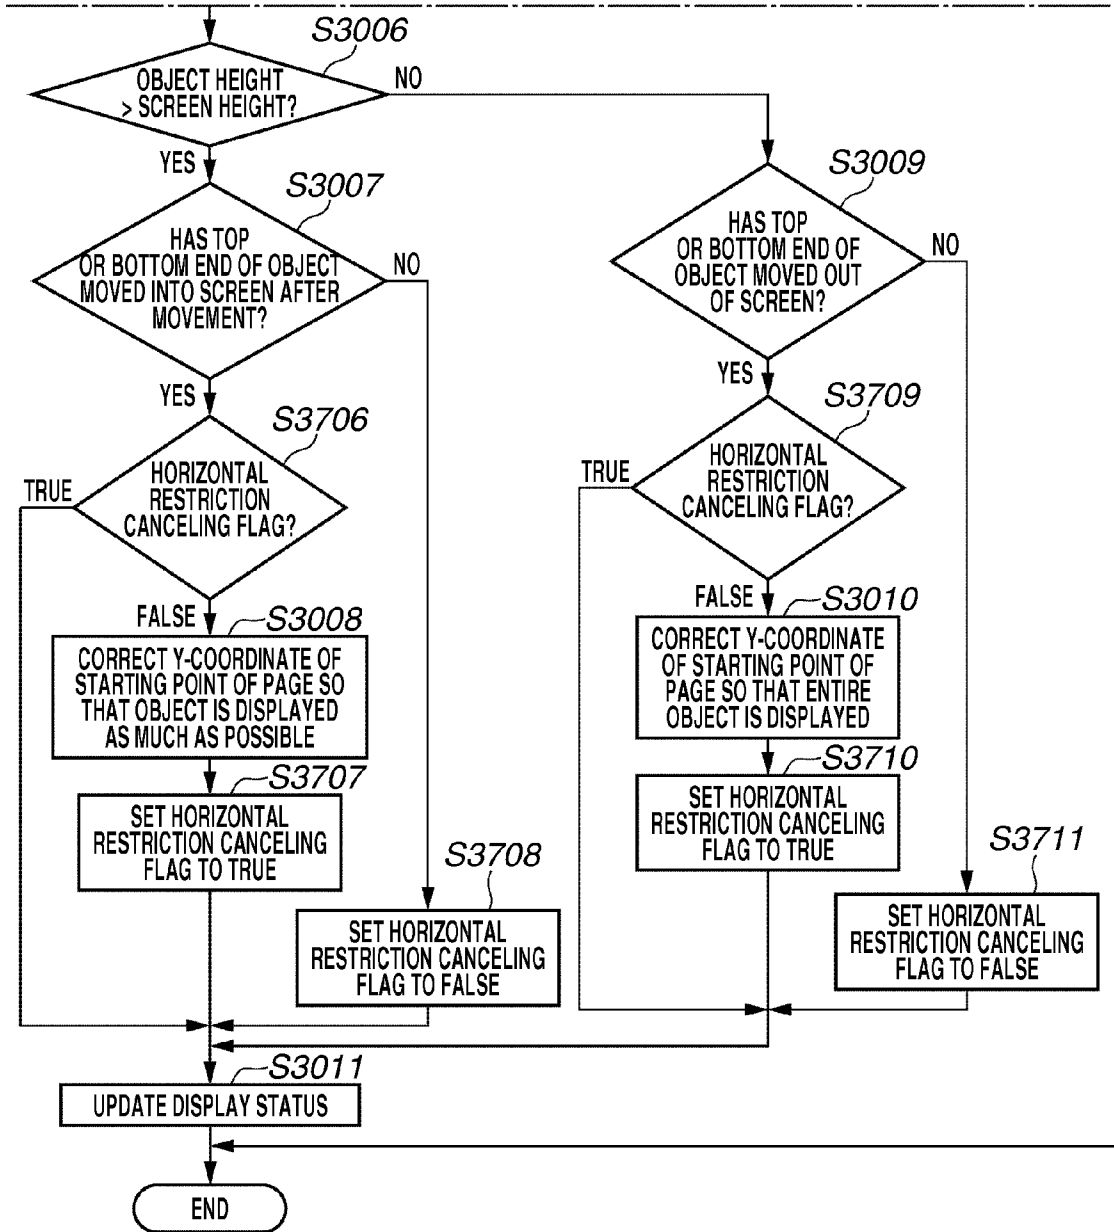 S3006
OBJECT HEIGHT
> SCREEN HEIGHT?
NO
YES
S3007
HAS TOP
OR BOTTOM END OF OBJECT
MOVED INTO SCREEN AFTER
MOVEMENT?
NO
YES
S3009
HAS TOP
OR BOTTOM END OF
OBJECT MOVED OUT
OF SCREEN?
NO
YES
S3706
HORIZONTAL
RESTRICTION
CANCELING FLAG?
TRUE
FALSE
S3709
HORIZONTAL
RESTRICTION
CANCELING FLAG?
TRUE
FALSE
S3008
CORRECT Y-COORDINATE OF
STARTING POINT OF PAGE SO
THAT OBJECT IS DISPLAYED
AS MUCH AS POSSIBLE
S3010
CORRECT Y-COORDINATE
OF STARTING POINT OF
PAGE SO THAT ENTIRE
OBJECT IS DISPLAYED
S3707
SET HORIZONTAL
RESTRICTION CANCELING
FLAG TO TRUE
S3710
SET HORIZONTAL
RESTRICTION CANCELING
FLAG TO TRUE
S3708
SET HORIZONTAL
RESTRICTION CANCELING
FLAG TO FALSE
S3711
SET HORIZONTAL
RESTRICTION CANCELING
FLAG TO FALSE
S3011
UPDATE DISPLAY STATUS
END